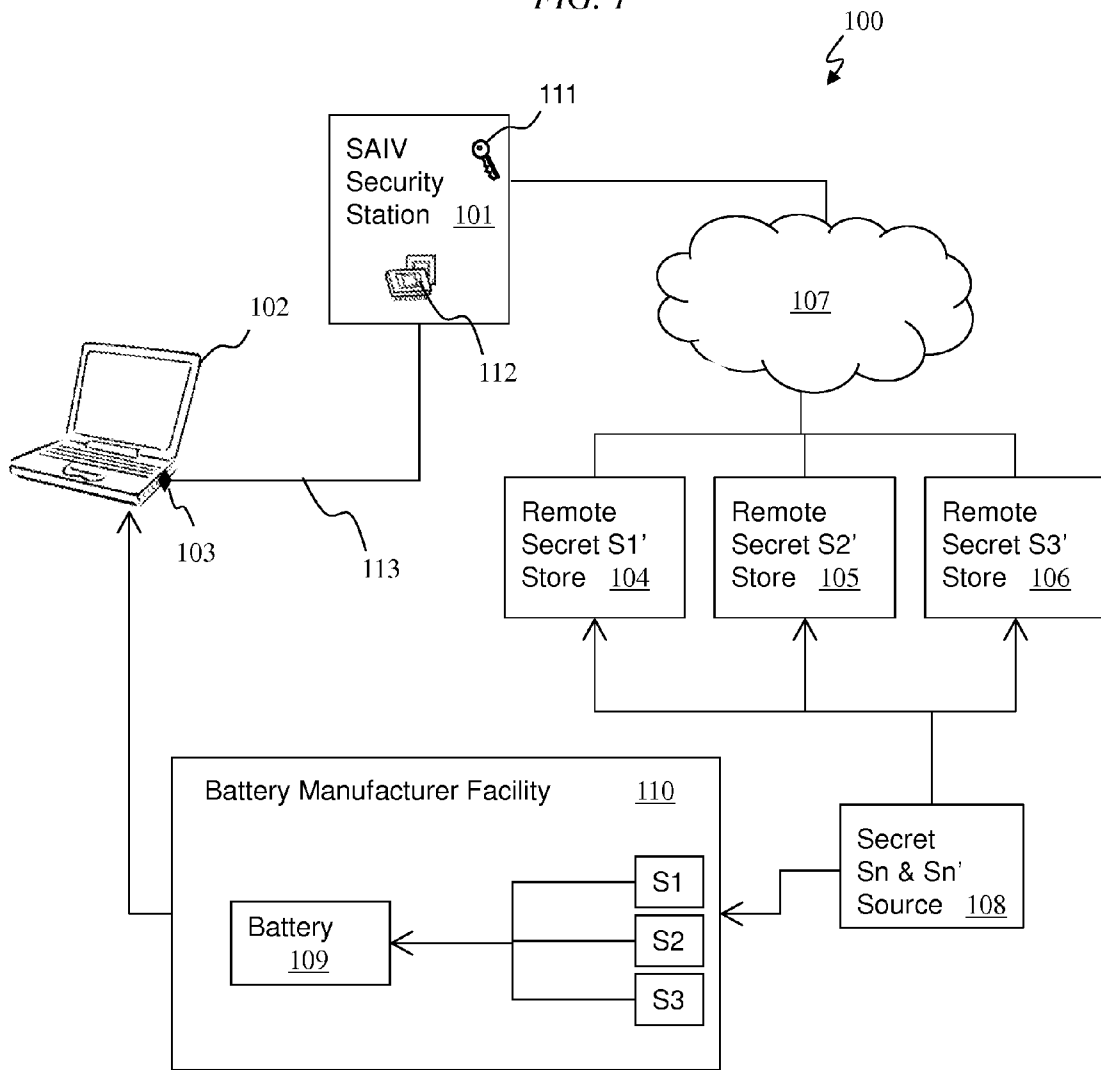 FIG. 1
100
111
SAIV
Security
Station 101
107
102
112
103
113
Remote
Secret S1'
Store 104
Remote
Secret S2'
Store 105
Remote
Secret S3'
Store 106
Battery Manufacturer Facility 110
Secret
Sn & Sn'
Source 108
S1
Battery
109
S2
S3